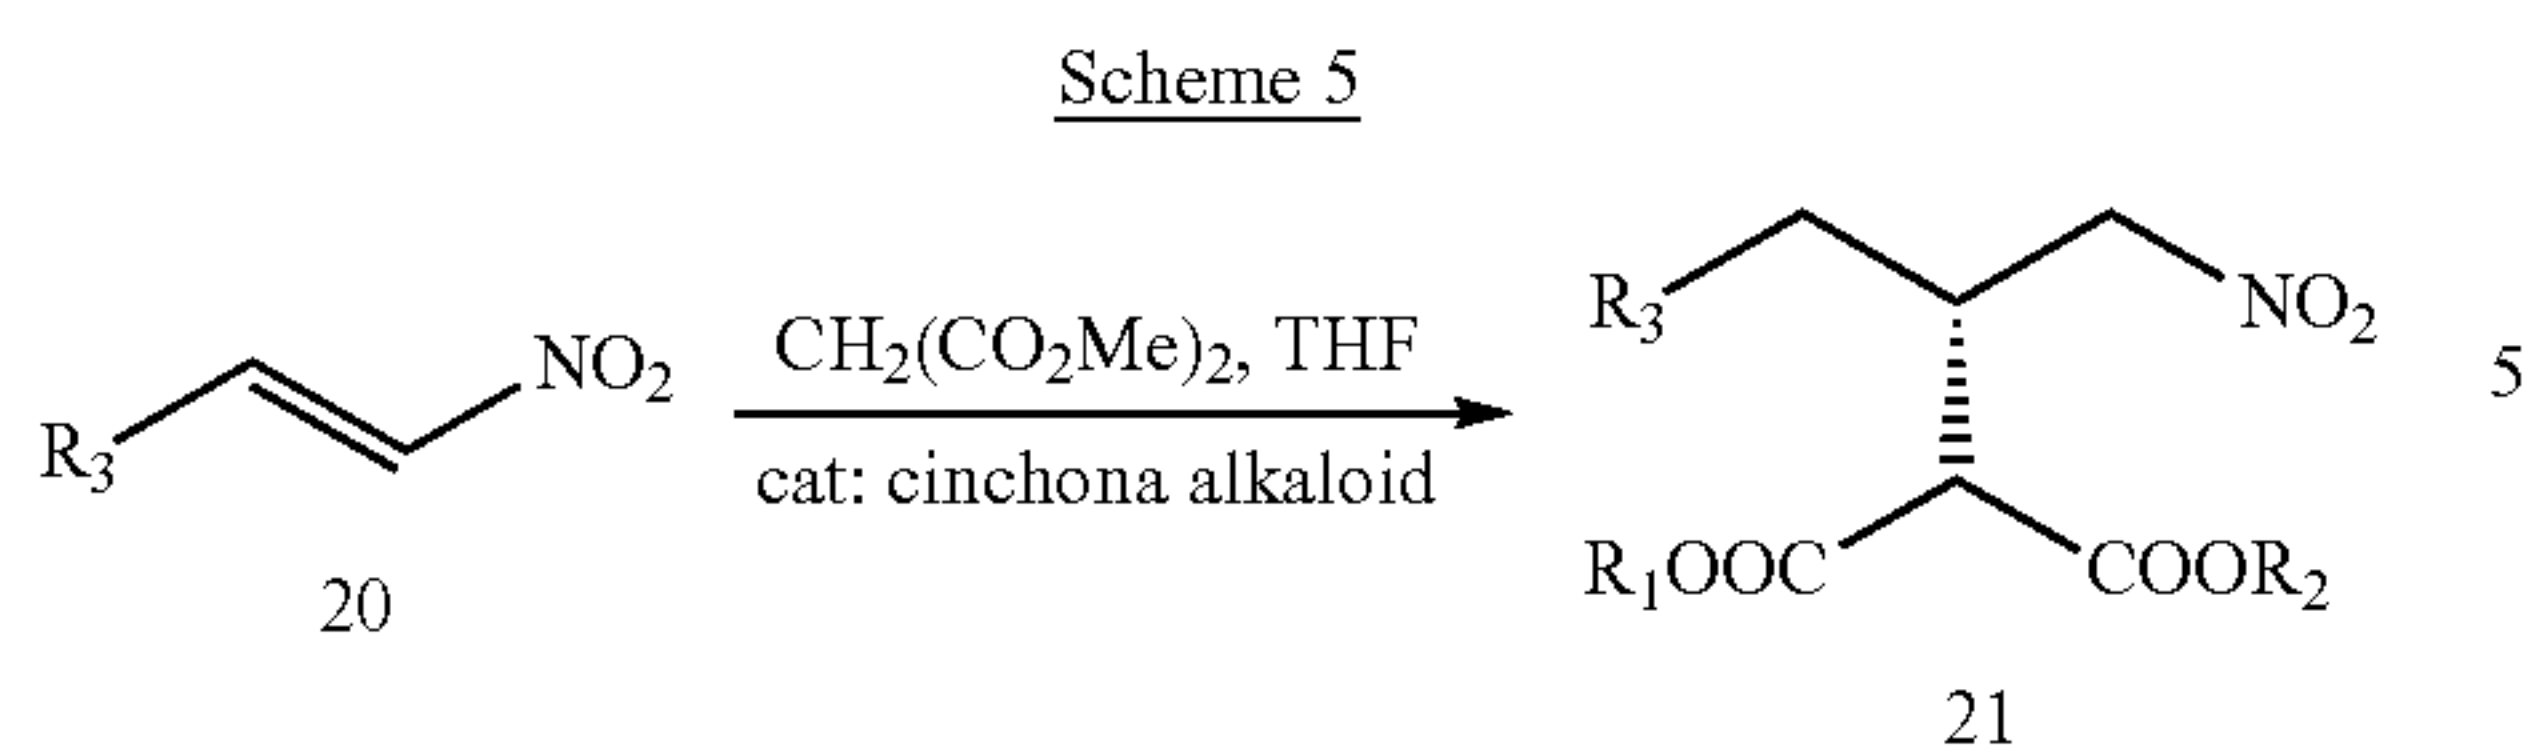 Scheme 5
R₃
NO₂
20
CH₂(CO₂Me)₂, THF
cat: cinchona alkaloid
R₃
NO₂
R₁OOC
COOR₂
21
5